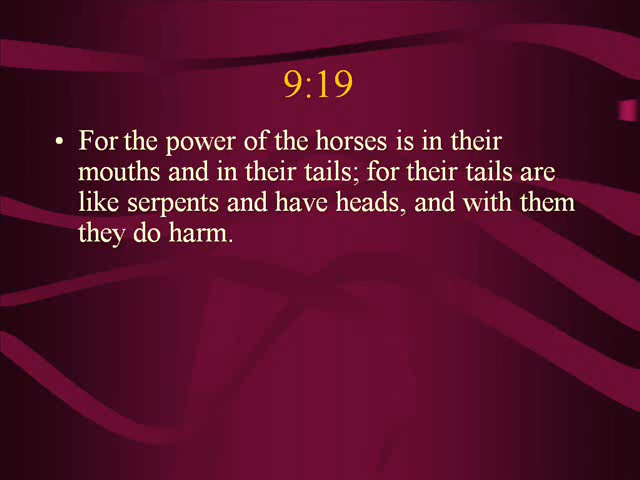 9:19
• For the power of the horses is in their
mouths and in their tails; for their tails are
like serpents and have heads, and with them
they do harm.